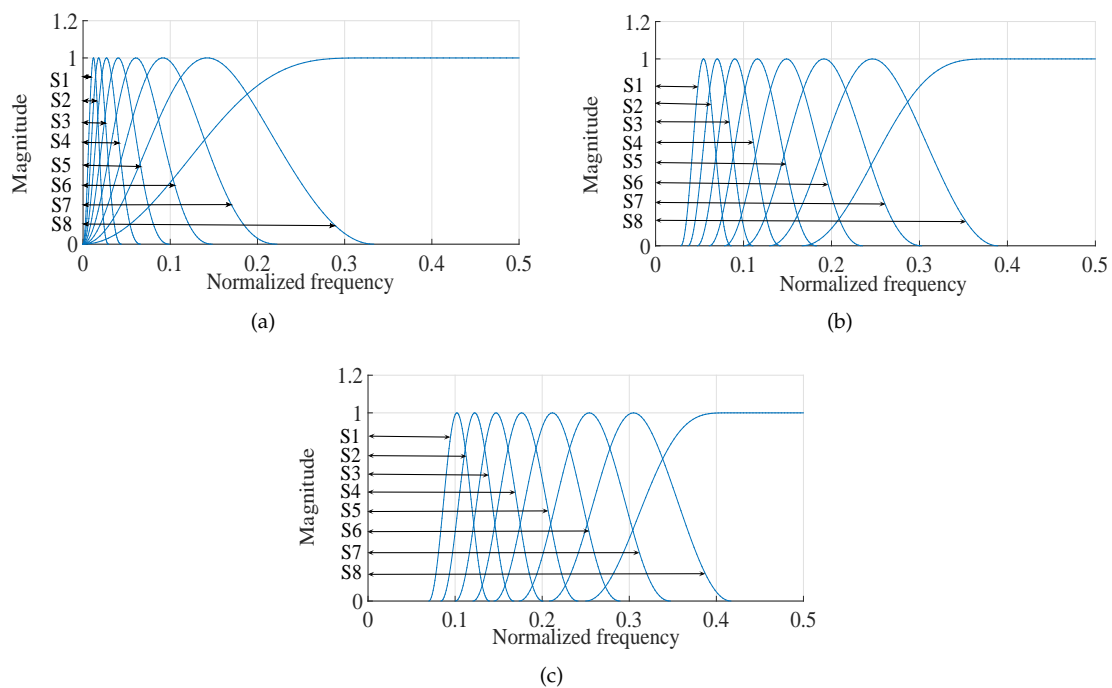 1.2
1
S1
S2
S3
S4
S5
S6
S7
S8
0
Magnitude
0 0.1 0.2 0.3 0.4 0.5
Normalized frequency
(a)
1.2
1
S1
S2
S3
S4
S5
S6
S7
S8
0
Magnitude
0 0.1 0.2 0.3 0.4 0.5
Normalized frequency
(b)
1.2
1
S1
S2
S3
S4
S5
S6
S7
S8
0
Magnitude
0 0.1 0.2 0.3 0.4 0.5
Normalized frequency
(c)